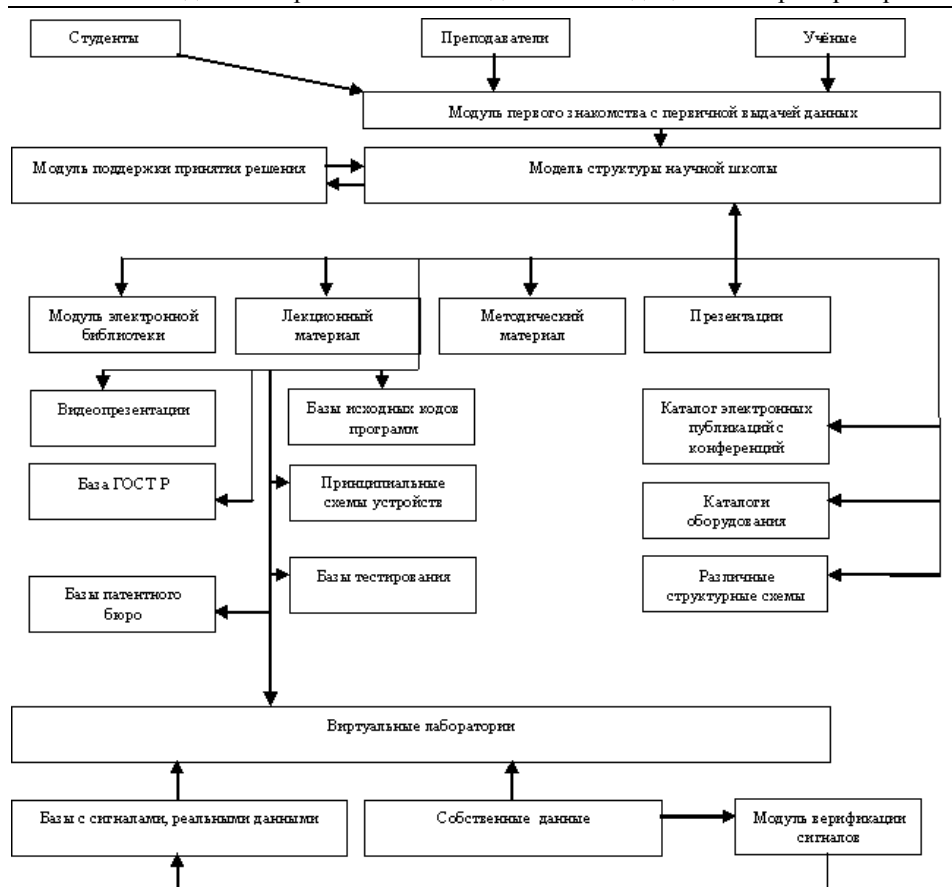 Студенты
Преподаватели
Учёные
Модуль первого знакомства с первичной выдачей данных
Модуль поддержки принятия решения
Модель структуры научной школы
Модуль электронной
библиотеки
Лекционный
материал
Методический
материал
Презентации
Видеопрезентации
Базы исходных кодов
программ
Каталог электронных
публикаций с
конференций
База ГОСТ Р
Принципиальные
схемы устройств
Каталоги
оборудования
Базы патентного
бюро
Базы тестирования
Различные
структурные схемы
Виртуальные лаборатории
Базы с сигналами, реальными данными
Собственные данные
Модуль верификации
сигналов